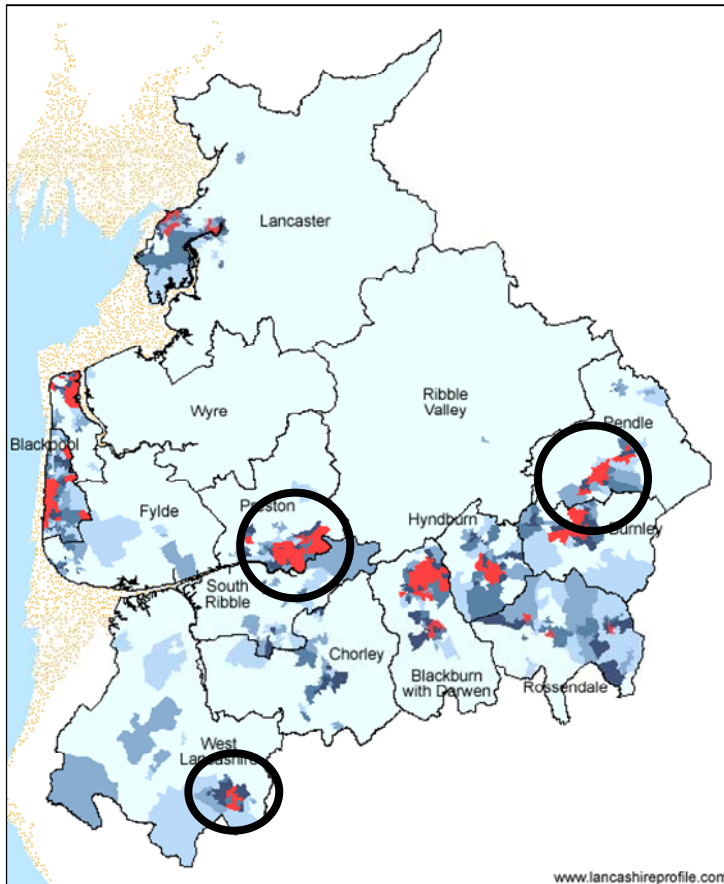 Lancaster
Wyre
Ribble
Valley
Pendle
Blackpool
Fylde
Preston
Hyndburn
Burnley
South
Ribble
Chorley
Blackburn
with Darwen
Rossendale
West
Lancashire
www.lancashireprofile.com